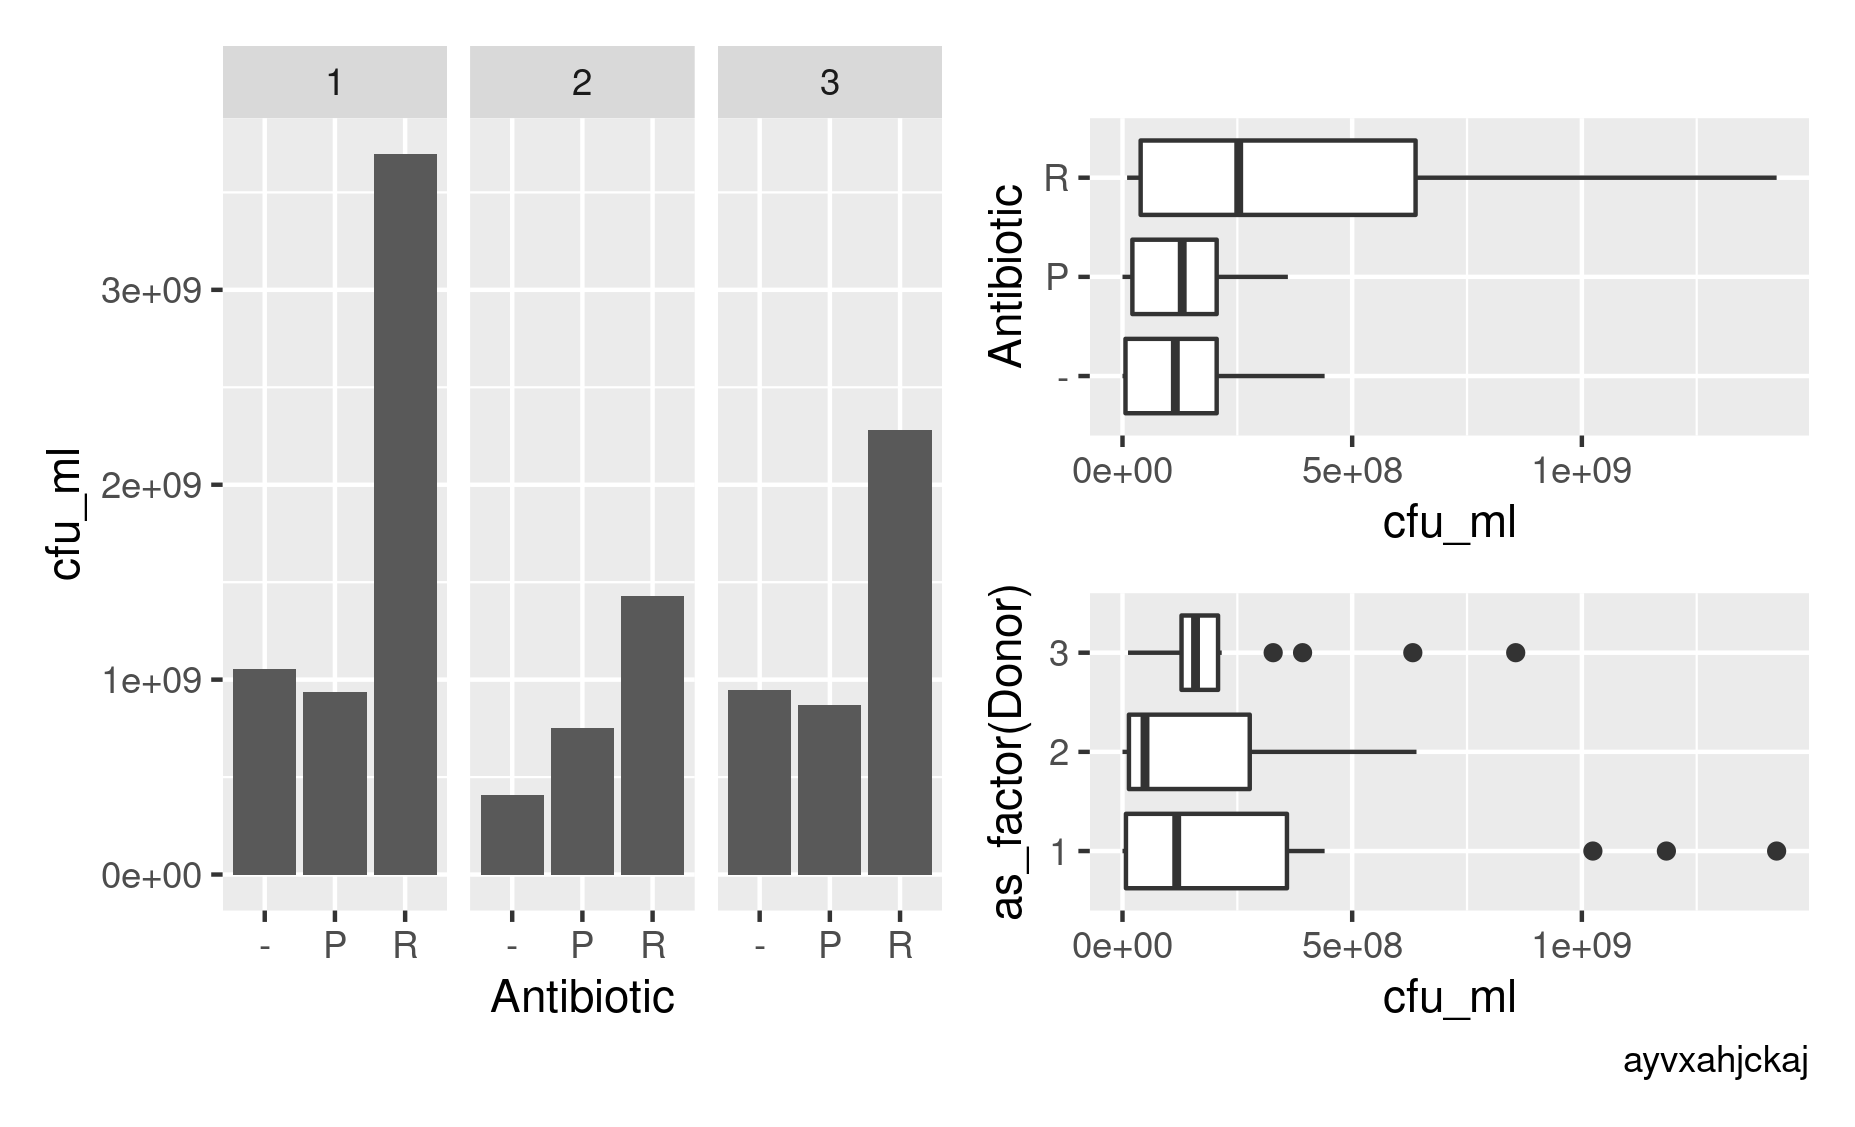 1 2 3
cfu_ml
3e+09
2e+09
1e+09
0e+00
- P R - P R - P R
Antibiotic
Antibiotic
R
P
-
0e+00 5e+08 1e+09
cfu_ml
as_factor(Donor)
3
2
1
0e+00 5e+08 1e+09
cfu_ml
ayvxahjckaj